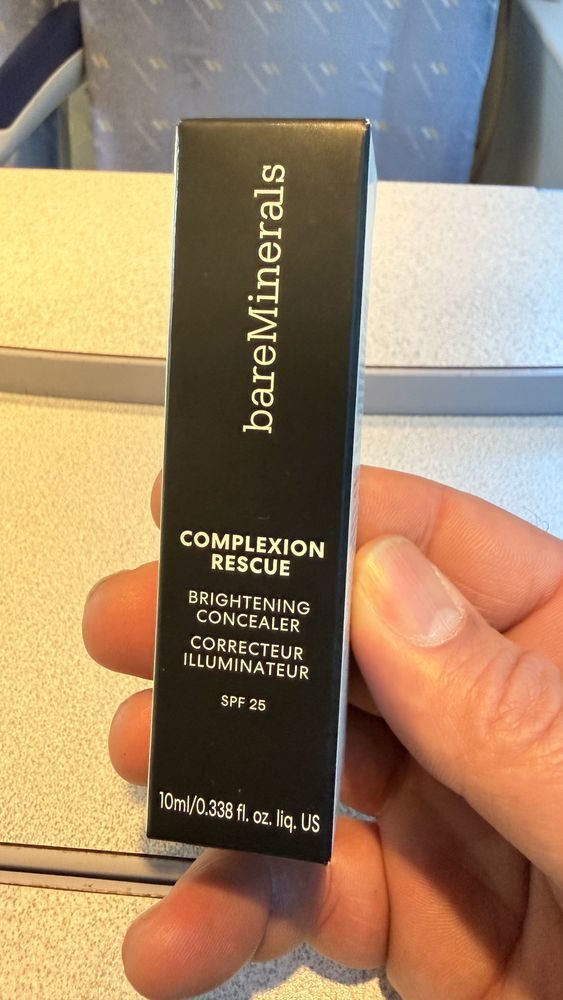 bareMinerals
COMPLEXION
RESCUE
BRIGHTENING
CONCEALER
CORRECTEUR
ILLUMINATEUR
SPF 25
10ml/0.338 fl. oz. liq. US